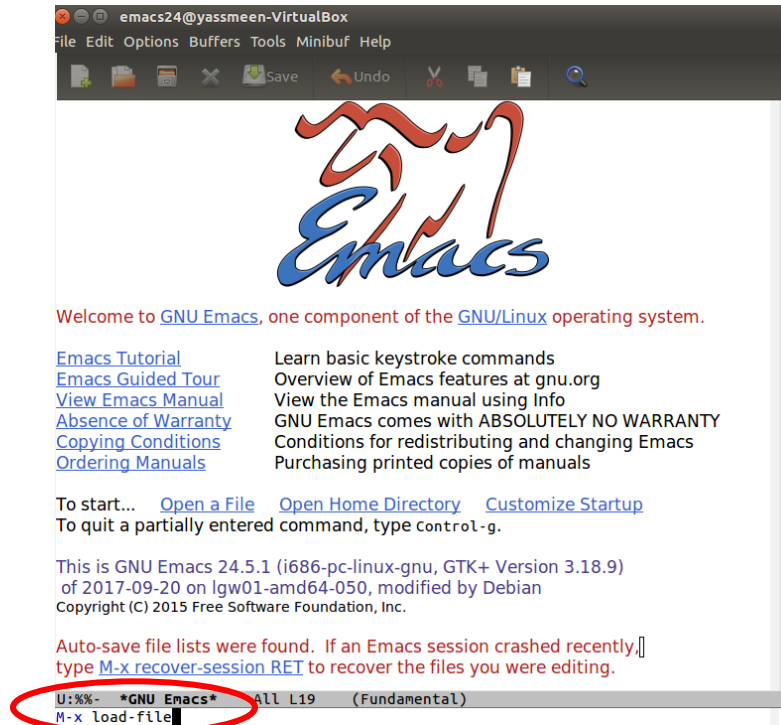 emacs24@yassmeen-VirtualBox
File Edit Options Buffers Tools Minibuf Help
Save Undo
Emacs
Welcome to GNU Emacs, one component of the GNU/Linux operating system.
Emacs Tutorial Learn basic keystroke commands
Emacs Guided Tour Overview of Emacs features at gnu.org
View Emacs Manual View the Emacs manual using Info
Absence of Warranty GNU Emacs comes with ABSOLUTELY NO WARRANTY
Copying Conditions Conditions for redistributing and changing Emacs
Ordering Manuals Purchasing printed copies of manuals
To start... Open a File Open Home Directory Customize Startup
To quit a partially entered command, type Control-g.
This is GNU Emacs 24.5.1 (i686-pc-linux-gnu, GTK+ Version 3.18.9)
of 2017-09-20 on lgw01-amd64-050, modified by Debian
Copyright (C) 2015 Free Software Foundation, Inc.
Auto-save file lists were found. If an Emacs session crashed recently,
type M-x recover-session RET to recover the files you were editing.
U:%%- *GNU Emacs* All L19 (Fundamental)
M-x load-file